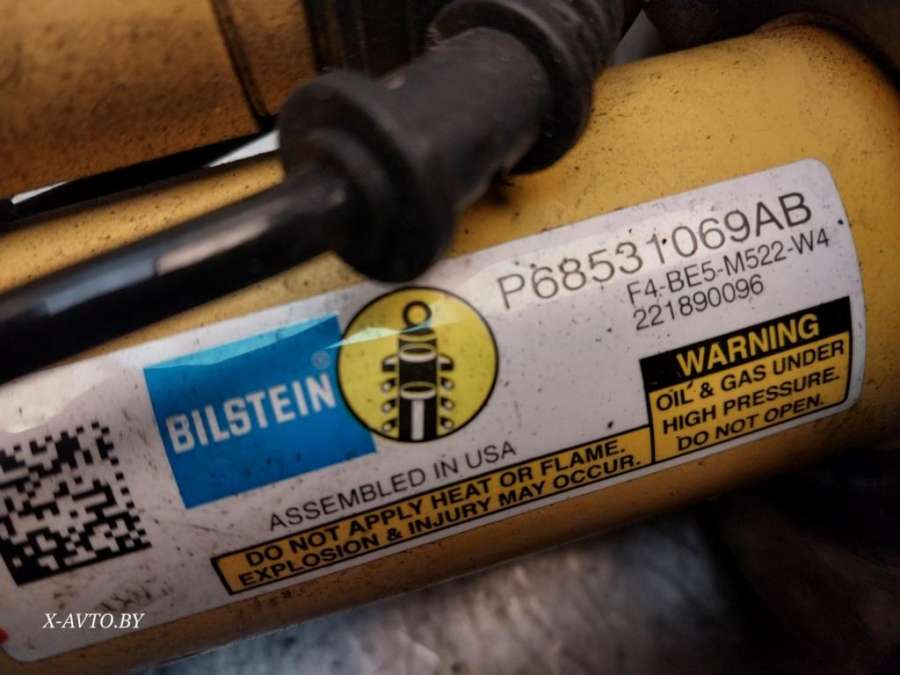 P68531069AB
F4-BE5-M522-W4
221890096
BILSTEIN®
WARNING
OIL & GAS UNDER
HIGH PRESSURE.
DO NOT OPEN.
ASSEMBLED IN USA
DO NOT APPLY HEAT OR FLAME.
EXPLOSION & INJURY MAY OCCUR.
X-AVTO.BY